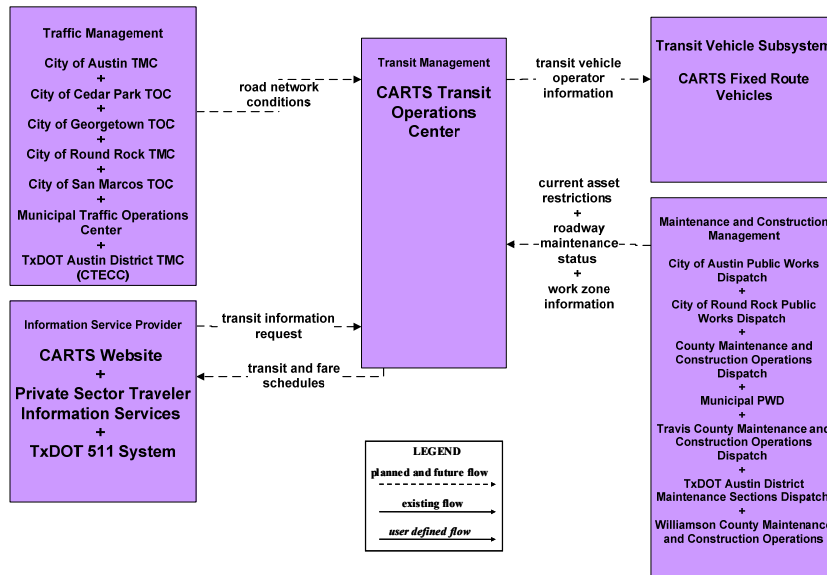 Traffic Management
City of Austin TMC
+
City of Cedar Park TOC
+
City of Georgetown TOC
+
City of Round Rock TMC
+
City of San Marcos TOC
+
Municipal Traffic Operations
Center
+
TxDOT Austin District TMC
(CTECC)
road network
conditions
Transit Management
CARTS Transit
Operations
Center
transit vehicle
operator
information
Transit Vehicle Subsystem
CARTS Fixed Route
Vehicles
current asset
restrictions
+
roadway
maintenance
status
+
work zone
information
Maintenance and Construction
Management
City of Austin Public Works
Dispatch
+
City of Round Rock Public
Works Dispatch
+
County Maintenance and
Construction Operations
Dispatch
+
Municipal PWD
+
Travis County Maintenance and
Construction Operations
Dispatch
+
TxDOT Austin District
Maintenance Sections Dispatch
+
Williamson County Maintenance
and Construction Operations
Information Service Provider
CARTS Website
+
Private Sector Traveler
Information Services
+
TxDOT 511 System
transit information
request
transit and fare
schedules
LEGEND
planned and future flow
existing flow
user defined flow